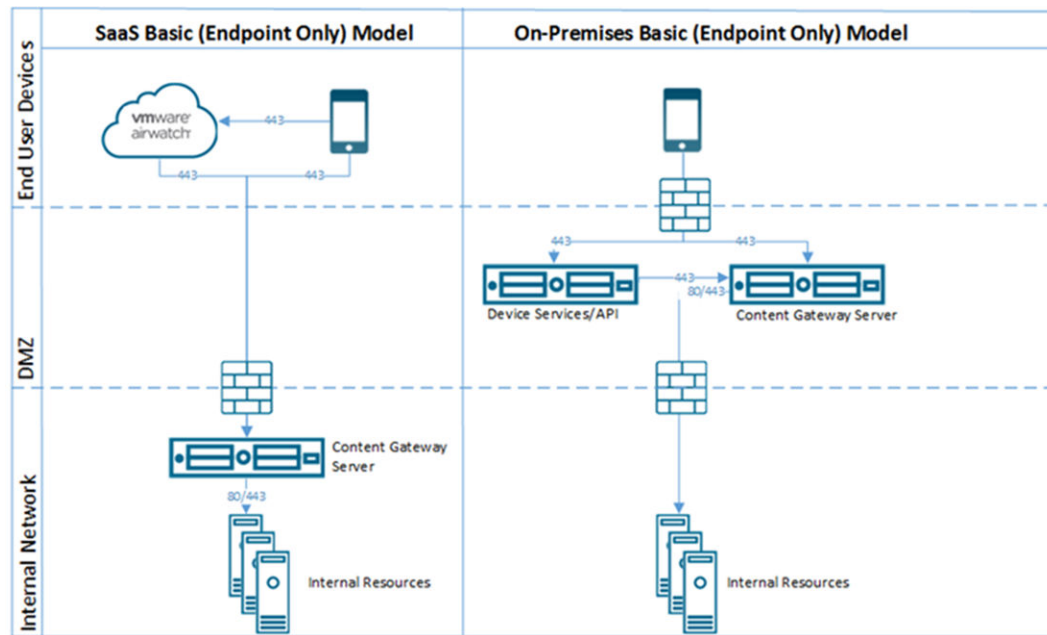 SaaS Basic (Endpoint Only) Model
On-Premises Basic (Endpoint Only) Model
End User Devices
vmware
airwatch
443
443
443
DMZ
443
443
443
80/443
Device Services/API
Content Gateway Server
Internal Network
Content Gateway
Server
80/443
Internal Resources
Internal Resources